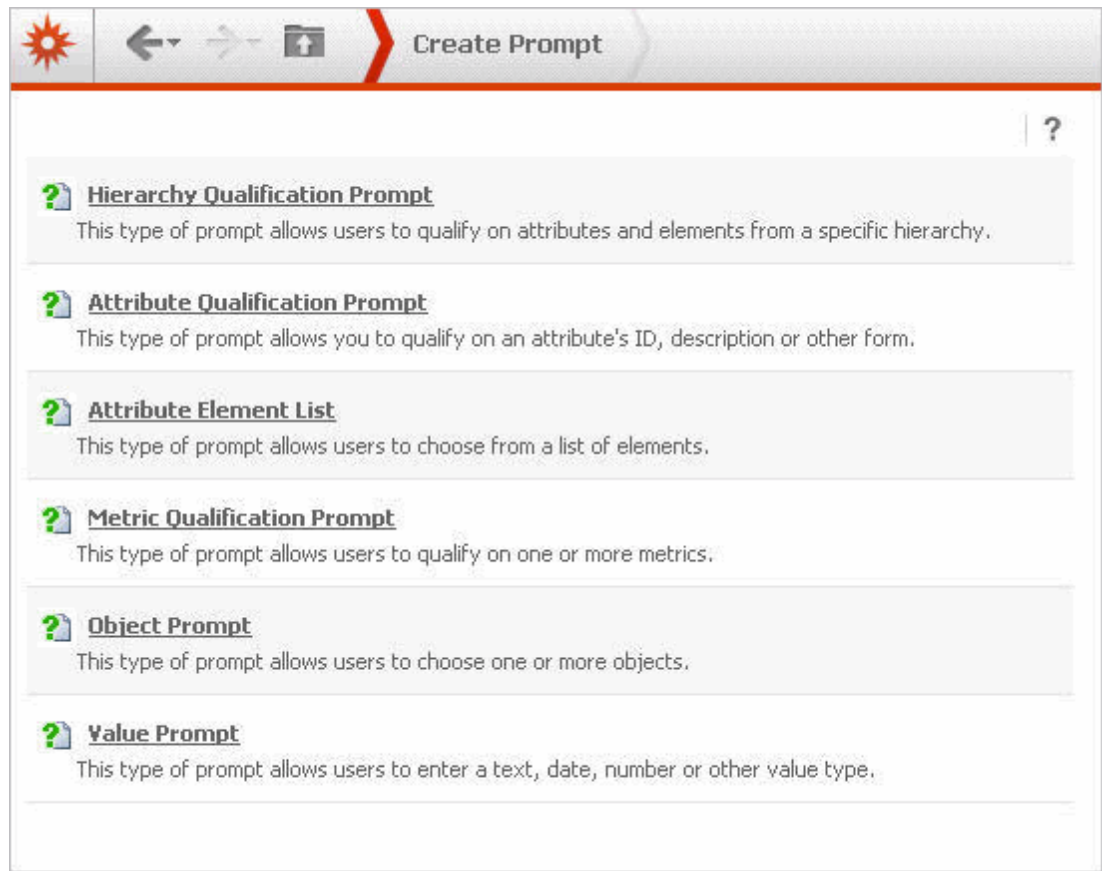 Create Prompt
?
Hierarchy Qualification Prompt
This type of prompt allows users to qualify on attributes and elements from a specific hierarchy.
Attribute Qualification Prompt
This type of prompt allows you to qualify on an attribute's ID, description or other form.
Attribute Element List
This type of prompt allows users to choose from a list of elements.
Metric Qualification Prompt
This type of prompt allows users to qualify on one or more metrics.
Object Prompt
This type of prompt allows users to choose one or more objects.
Value Prompt
This type of prompt allows users to enter a text, date, number or other value type.